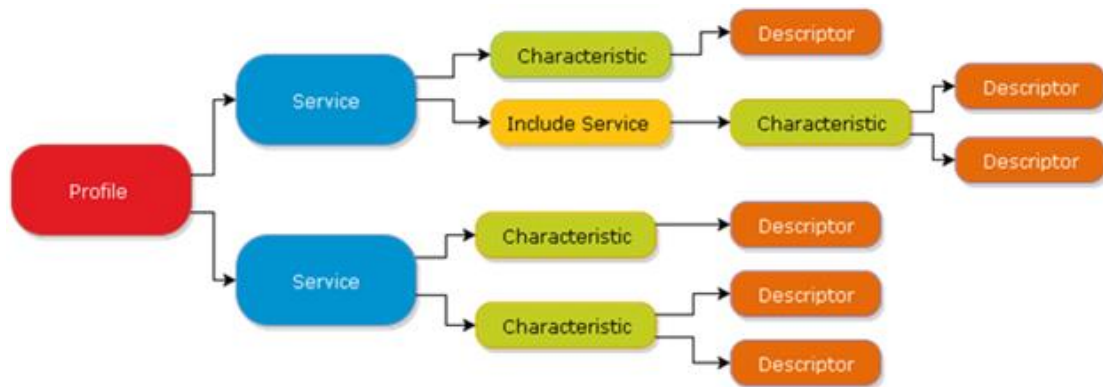 Profile
Service
Characteristic
Descriptor
Include Service
Characteristic
Descriptor
Descriptor
Service
Characteristic
Descriptor
Characteristic
Descriptor
Descriptor